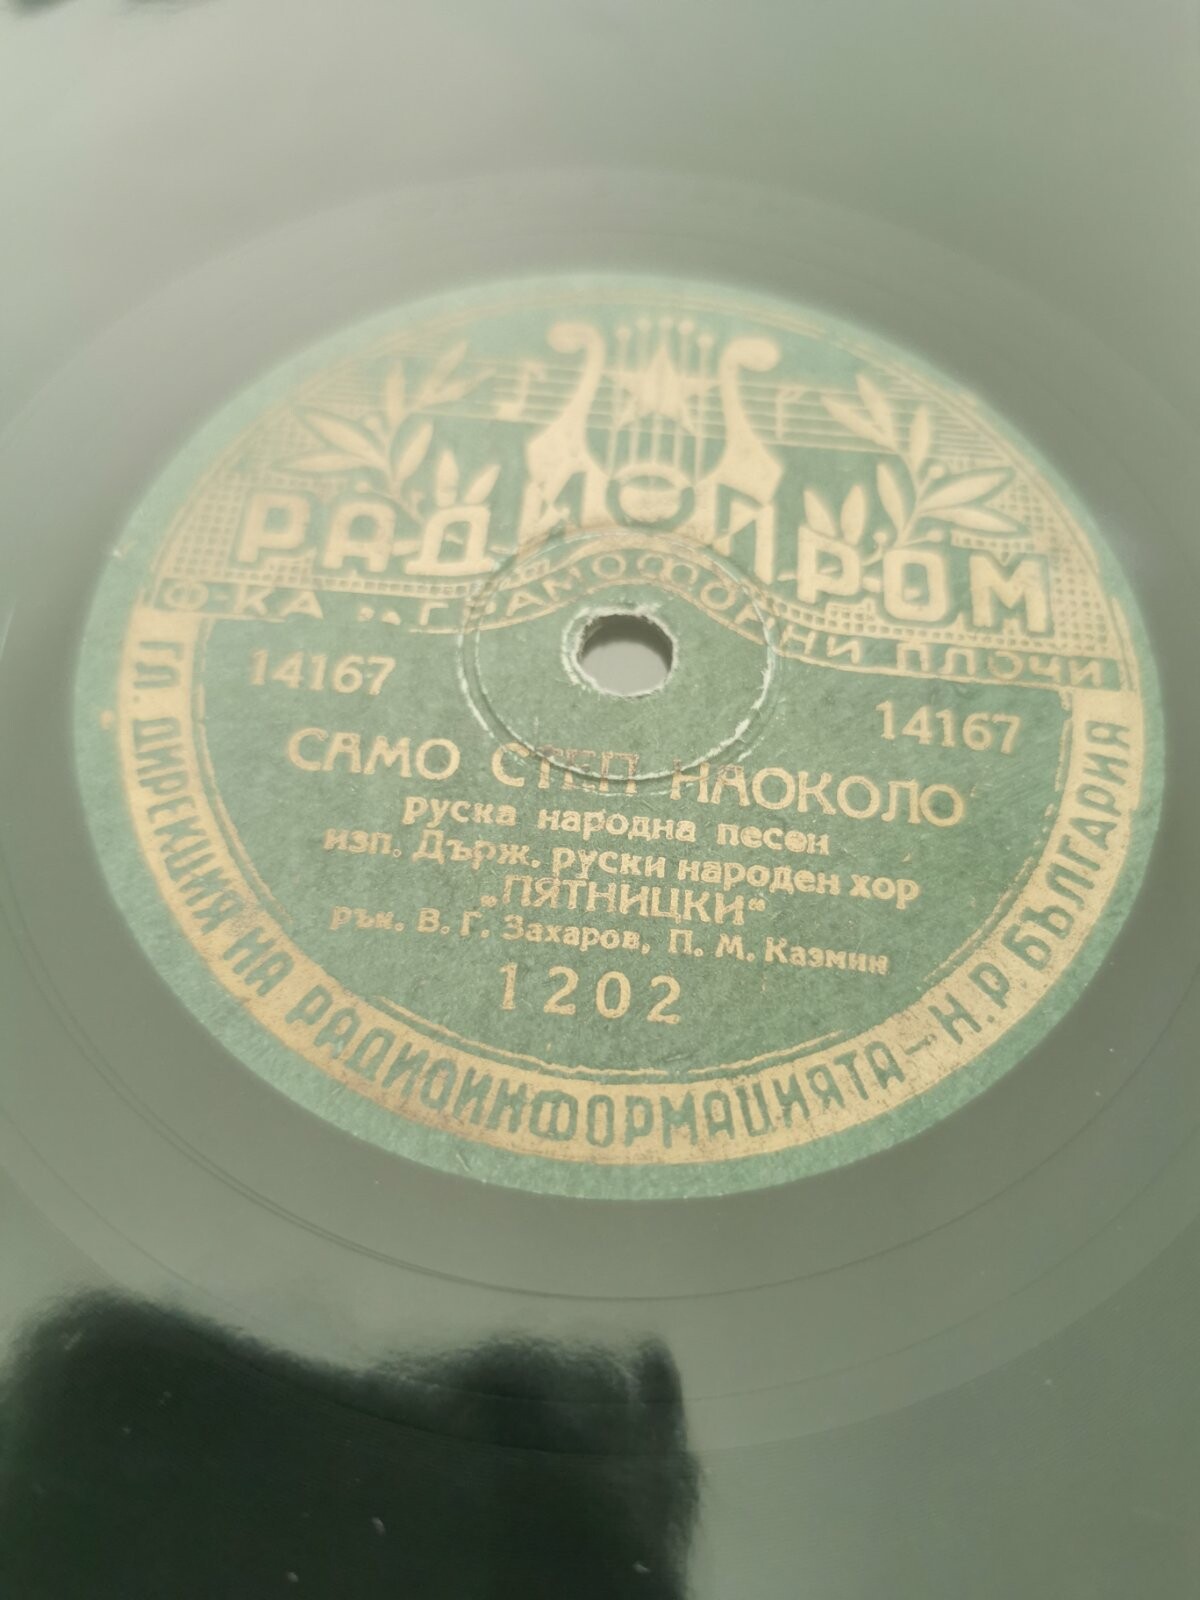 РАДИОПРОМ
Ф-КА „ГРАМОФОННИ ПЛОЧИ
14167
14167
САМО СТЕП НАОКОЛО
руска народна песен
изп. Държ. руски народен хор
„ПЯТНИЦКИ“
рък. В. Г. Захаров, П. М. Казмин
1202
ГЛ. ДИРЕКЦИЯ НА РАДИОИНФОРМАЦИЯТА — Н. Р. БЪЛГАРИЯ